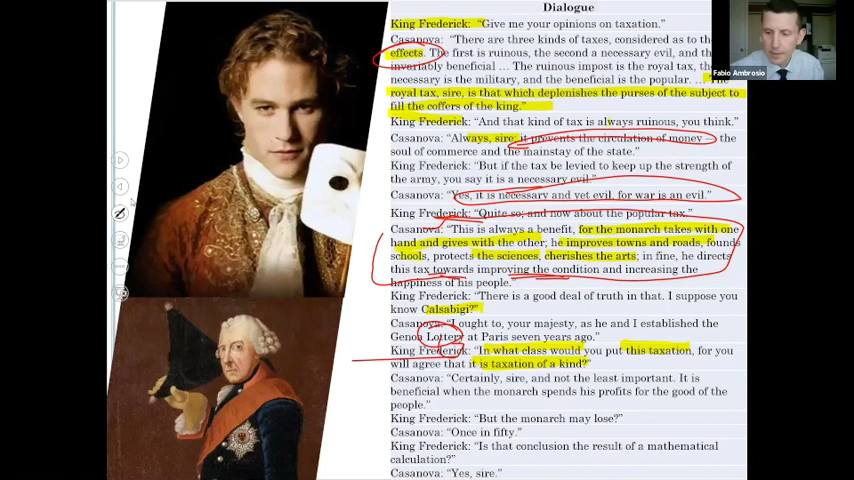 Dialogue
King Frederick: "Give me your opinions on taxation."
Casanova: "There are three kinds of taxes, considered as to the
effects. The first is ruinous, the second a necessary evil, and th
invariably beneficial … The ruinous impost is the royal tax, the
necessary is the military, and the beneficial is the popular. … "The
royal tax, sire, is that which deplenishes the purses of the subject to
fill the coffers of the king."
King Frederick: "And that kind of tax is always ruinous, you think."
Casanova: "Always, sire; it prevents the circulation of money — the
soul of commerce and the mainstay of the state."
King Frederick: "But if the tax be levied to keep up the strength of
the army, you say it is a necessary evil."
Casanova: "Yes, it is necessary and yet evil, for war is an evil."
King Frederick: "Quite so; and now about the popular tax."
Casanova: "This is always a benefit, for the monarch takes with one
hand and gives with the other; he improves towns and roads, founds
schools, protects the sciences, cherishes the arts; in fine, he directs
this tax towards improving the condition and increasing the
happiness of his people."
King Frederick: "There is a good deal of truth in that. I suppose you
know Calsabigi?"
Casanova: "I ought to, your majesty, as he and I established the
Genoa Lottery at Paris seven years ago."
King Frederick: "In what class would you put this taxation, for you
will agree that it is taxation of a kind?"
Casanova: "Certainly, sire, and not the least important. It is
beneficial when the monarch spends his profits for the good of the
people."
King Frederick: "But the monarch may lose?"
Casanova: "Once in fifty."
King Frederick: "Is that conclusion the result of a mathematical
calculation?"
Casanova: "Yes, sire."
Fabio Ambrosio